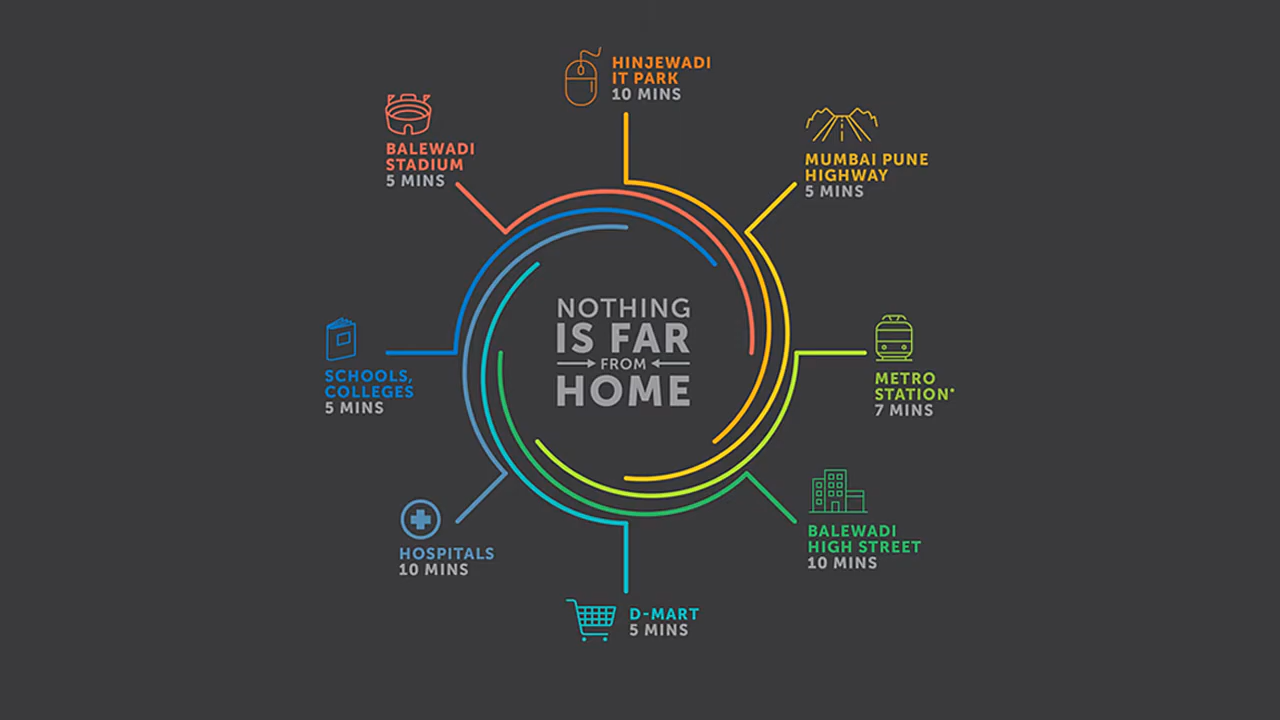 HINJEWADI
IT PARK
10 MINS
BALEWADI
STADIUM
5 MINS
MUMBAI PUNE
HIGHWAY
5 MINS
NOTHING
IS FAR
FROM
HOME
SCHOOLS,
COLLEGES
5 MINS
METRO
STATION*
7 MINS
HOSPITALS
10 MINS
BALEWADI
HIGH STREET
10 MINS
D-MART
5 MINS